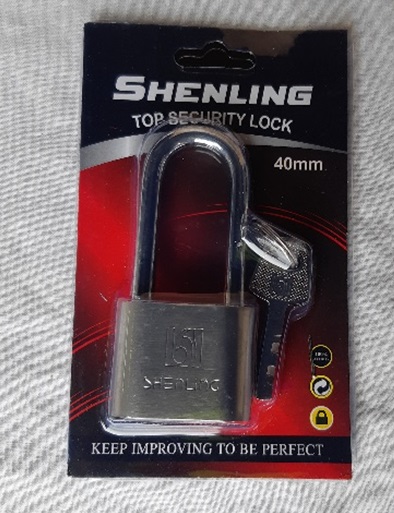 SHENLING
TOP SECURITY LOCK
40mm
SHENLING
KEEP IMPROVING TO BE PERFECT